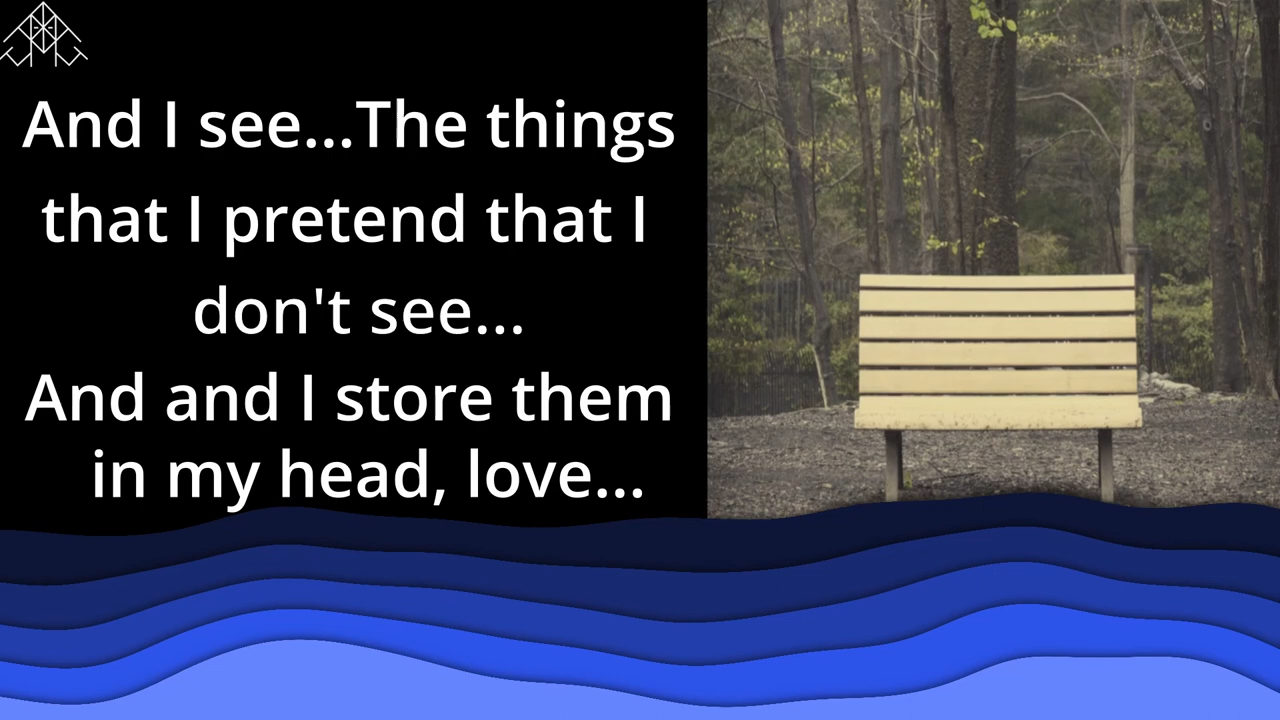 And I see...The things
that I pretend that I
don't see...
And and I store them
in my head, love...